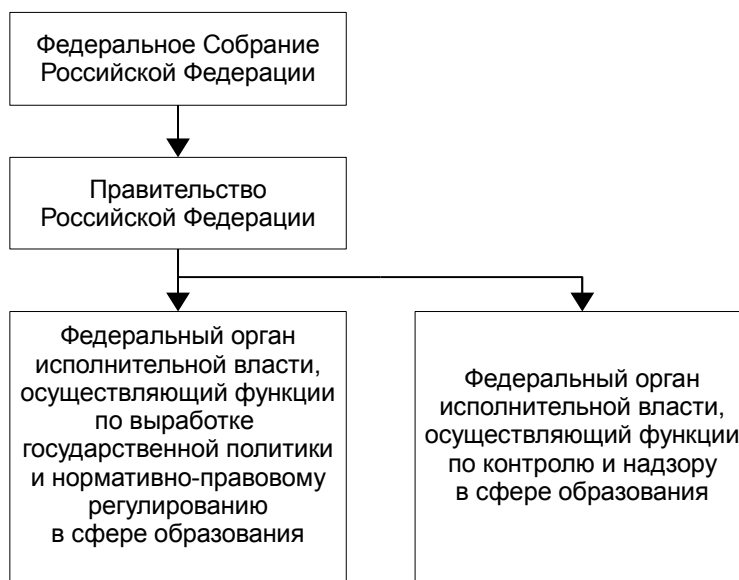 Федеральное Собрание
Российской Федерации
Правительство
Российской Федерации
Федеральный орган
исполнительной власти,
осуществляющий функции
по выработке
государственной политики
и нормативно-правовому
регулированию
в сфере образования
Федеральный орган
исполнительной власти,
осуществляющий функции
по контролю и надзору
в сфере образования